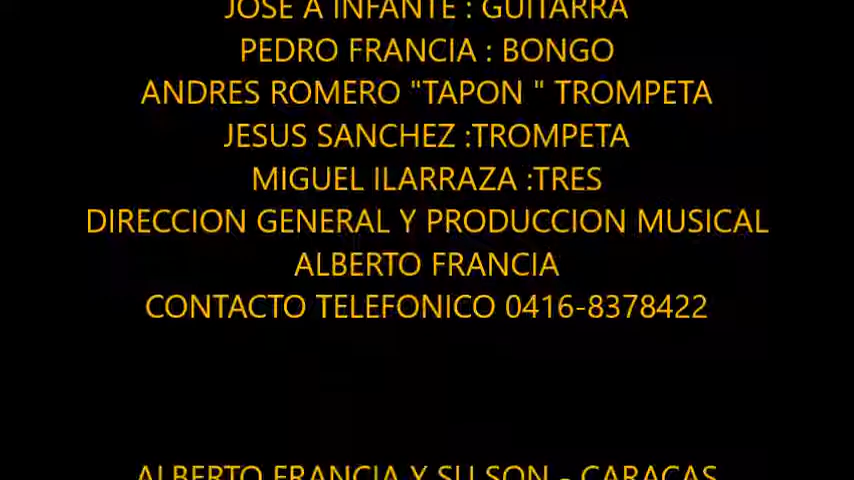 JOSE A INFANTE : GUITARRA
PEDRO FRANCIA : BONGO
ANDRES ROMERO "TAPON " TROMPETA
JESUS SANCHEZ :TROMPETA
MIGUEL ILARRAZA :TRES
DIRECCION GENERAL Y PRODUCCION MUSICAL
ALBERTO FRANCIA
CONTACTO TELEFONICO 0416-8378422
ALBERTO FRANCIA Y SU SON - CARACAS